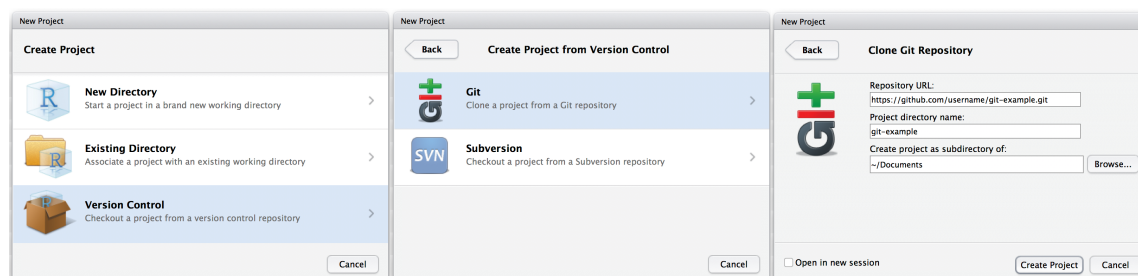 New Project
Create Project
R
New Directory
Start a project in a brand new working directory
R
Existing Directory
Associate a project with an existing working directory
Version Control
Checkout a project from a version control repository
Cancel
New Project
Back
Create Project from Version Control
Git
Clone a project from a Git repository
SVN
Subversion
Checkout a project from a Subversion repository
Cancel
New Project
Back
Clone Git Repository
Repository URL:
https://github.com/username/git-example.git
Project directory name:
git-example
Create project as subdirectory of:
~/Documents
Browse...
Open in new session
Create Project
Cancel